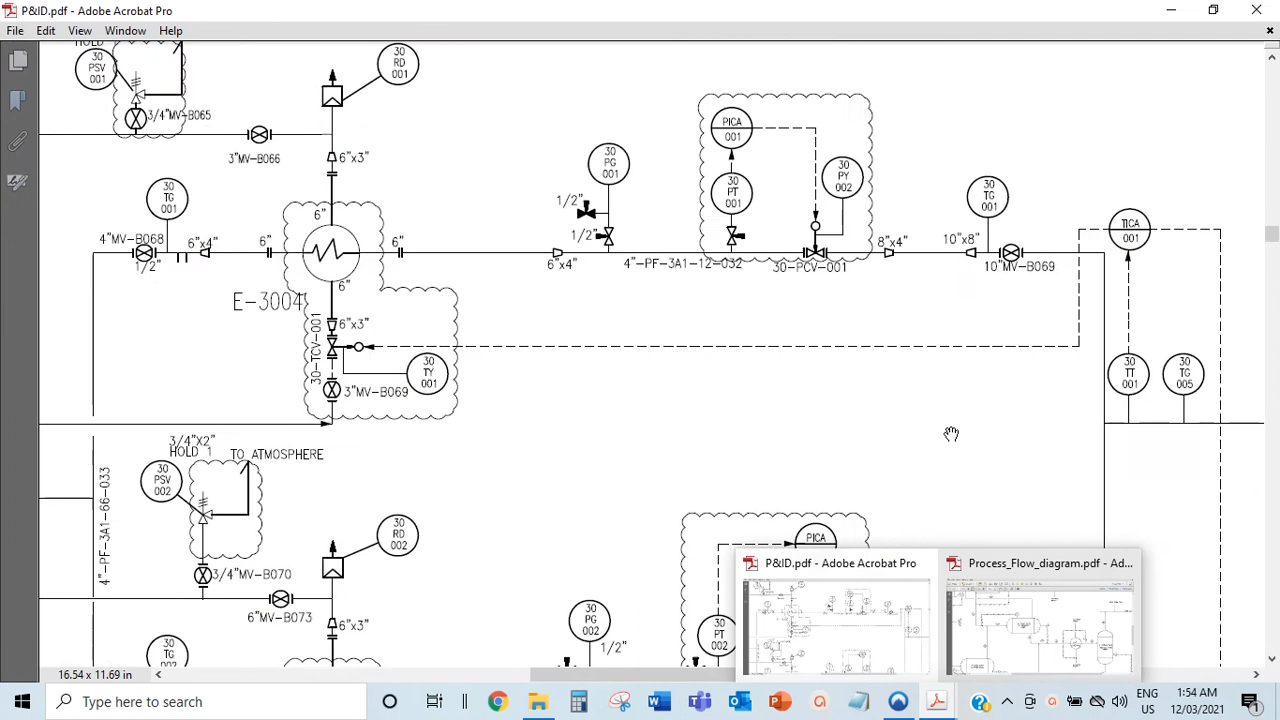 P&ID.pdf - Adobe Acrobat Pro
File Edit View Window Help
HOLD
30 PSV 001
3/4"MV-B065
30 RD 001
3"MV-B066
6"x3"
30 TG 001
4"MV-B068
1/2"
6"x4"
6"
6"
6"
6"
E-3004
6"x3"
30-TCV-001
30 TY 001
3"MV-B069
6"x4"
30 PG 001
1/2"
1/2"
4"-PF-3A1-12-032
PICA 001
30 PT 001
30 PY 002
30-PCV-001
8"x4"
10"x8"
30 TG 001
10"MV-B069
TICA 001
30 TT 001
30 TG 005
3/4"X2"
HOLD 1
TO ATMOSPHERE
30 PSV 002
4"-PF-3A1-66-033
3/4"MV-B070
30 RD 002
6"MV-B073
6"x3"
30 TG 002
30 PG 002
1/2"
30 PT 002
PICA
P&ID.pdf - Adobe Acrobat Pro
Process_Flow_diagram.pdf - Ad...
16.54 x 11.69 in
Type here to search
ENG
1:54 AM
12/03/2021
1